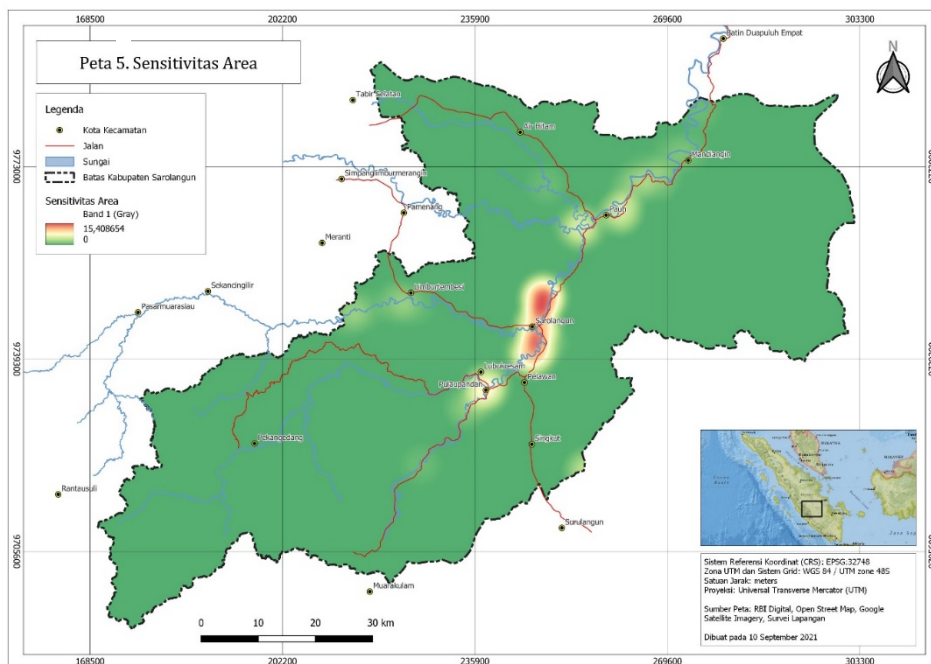 168500 202200 235900 269600 303300
Peta 5. Sensitivitas Area
Legenda
Kota Kecamatan
Jalan
Sungai
Batas Kabupaten Sarolangun
Sensitivitas Area
Band 1 (Gray)
15,408654
0
N
Batin Duapuluh Empat
Tabir Selatan
Air Hitam
Mandiangin
9773000
Simpanglimburmerangin
Pamenang
Pauh
Meranti
Sekancingilir
Limburtembesi
Pasarmuarasiau
Sarolangun
9739300
Lubukresam
Pulaupandan
Pelawan
Pekangedang
Singkut
Rantausuli
Surulangun
9705600
Muarakulam
0 10 20 30 km
Sistem Referensi Koordinat (CRS): EPSG:32748
Zona UTM dan Sistem Grid: WGS 84 / UTM zone 48S
Satuan Jarak: meters
Proyeksi: Universal Transverse Mercator (UTM)
Sumber Peta: RBI Digital, Open Street Map, Google
Satellite Imagery, Survei Lapangan
Dibuat pada 10 September 2021
168500 202200 235900 269600 303300